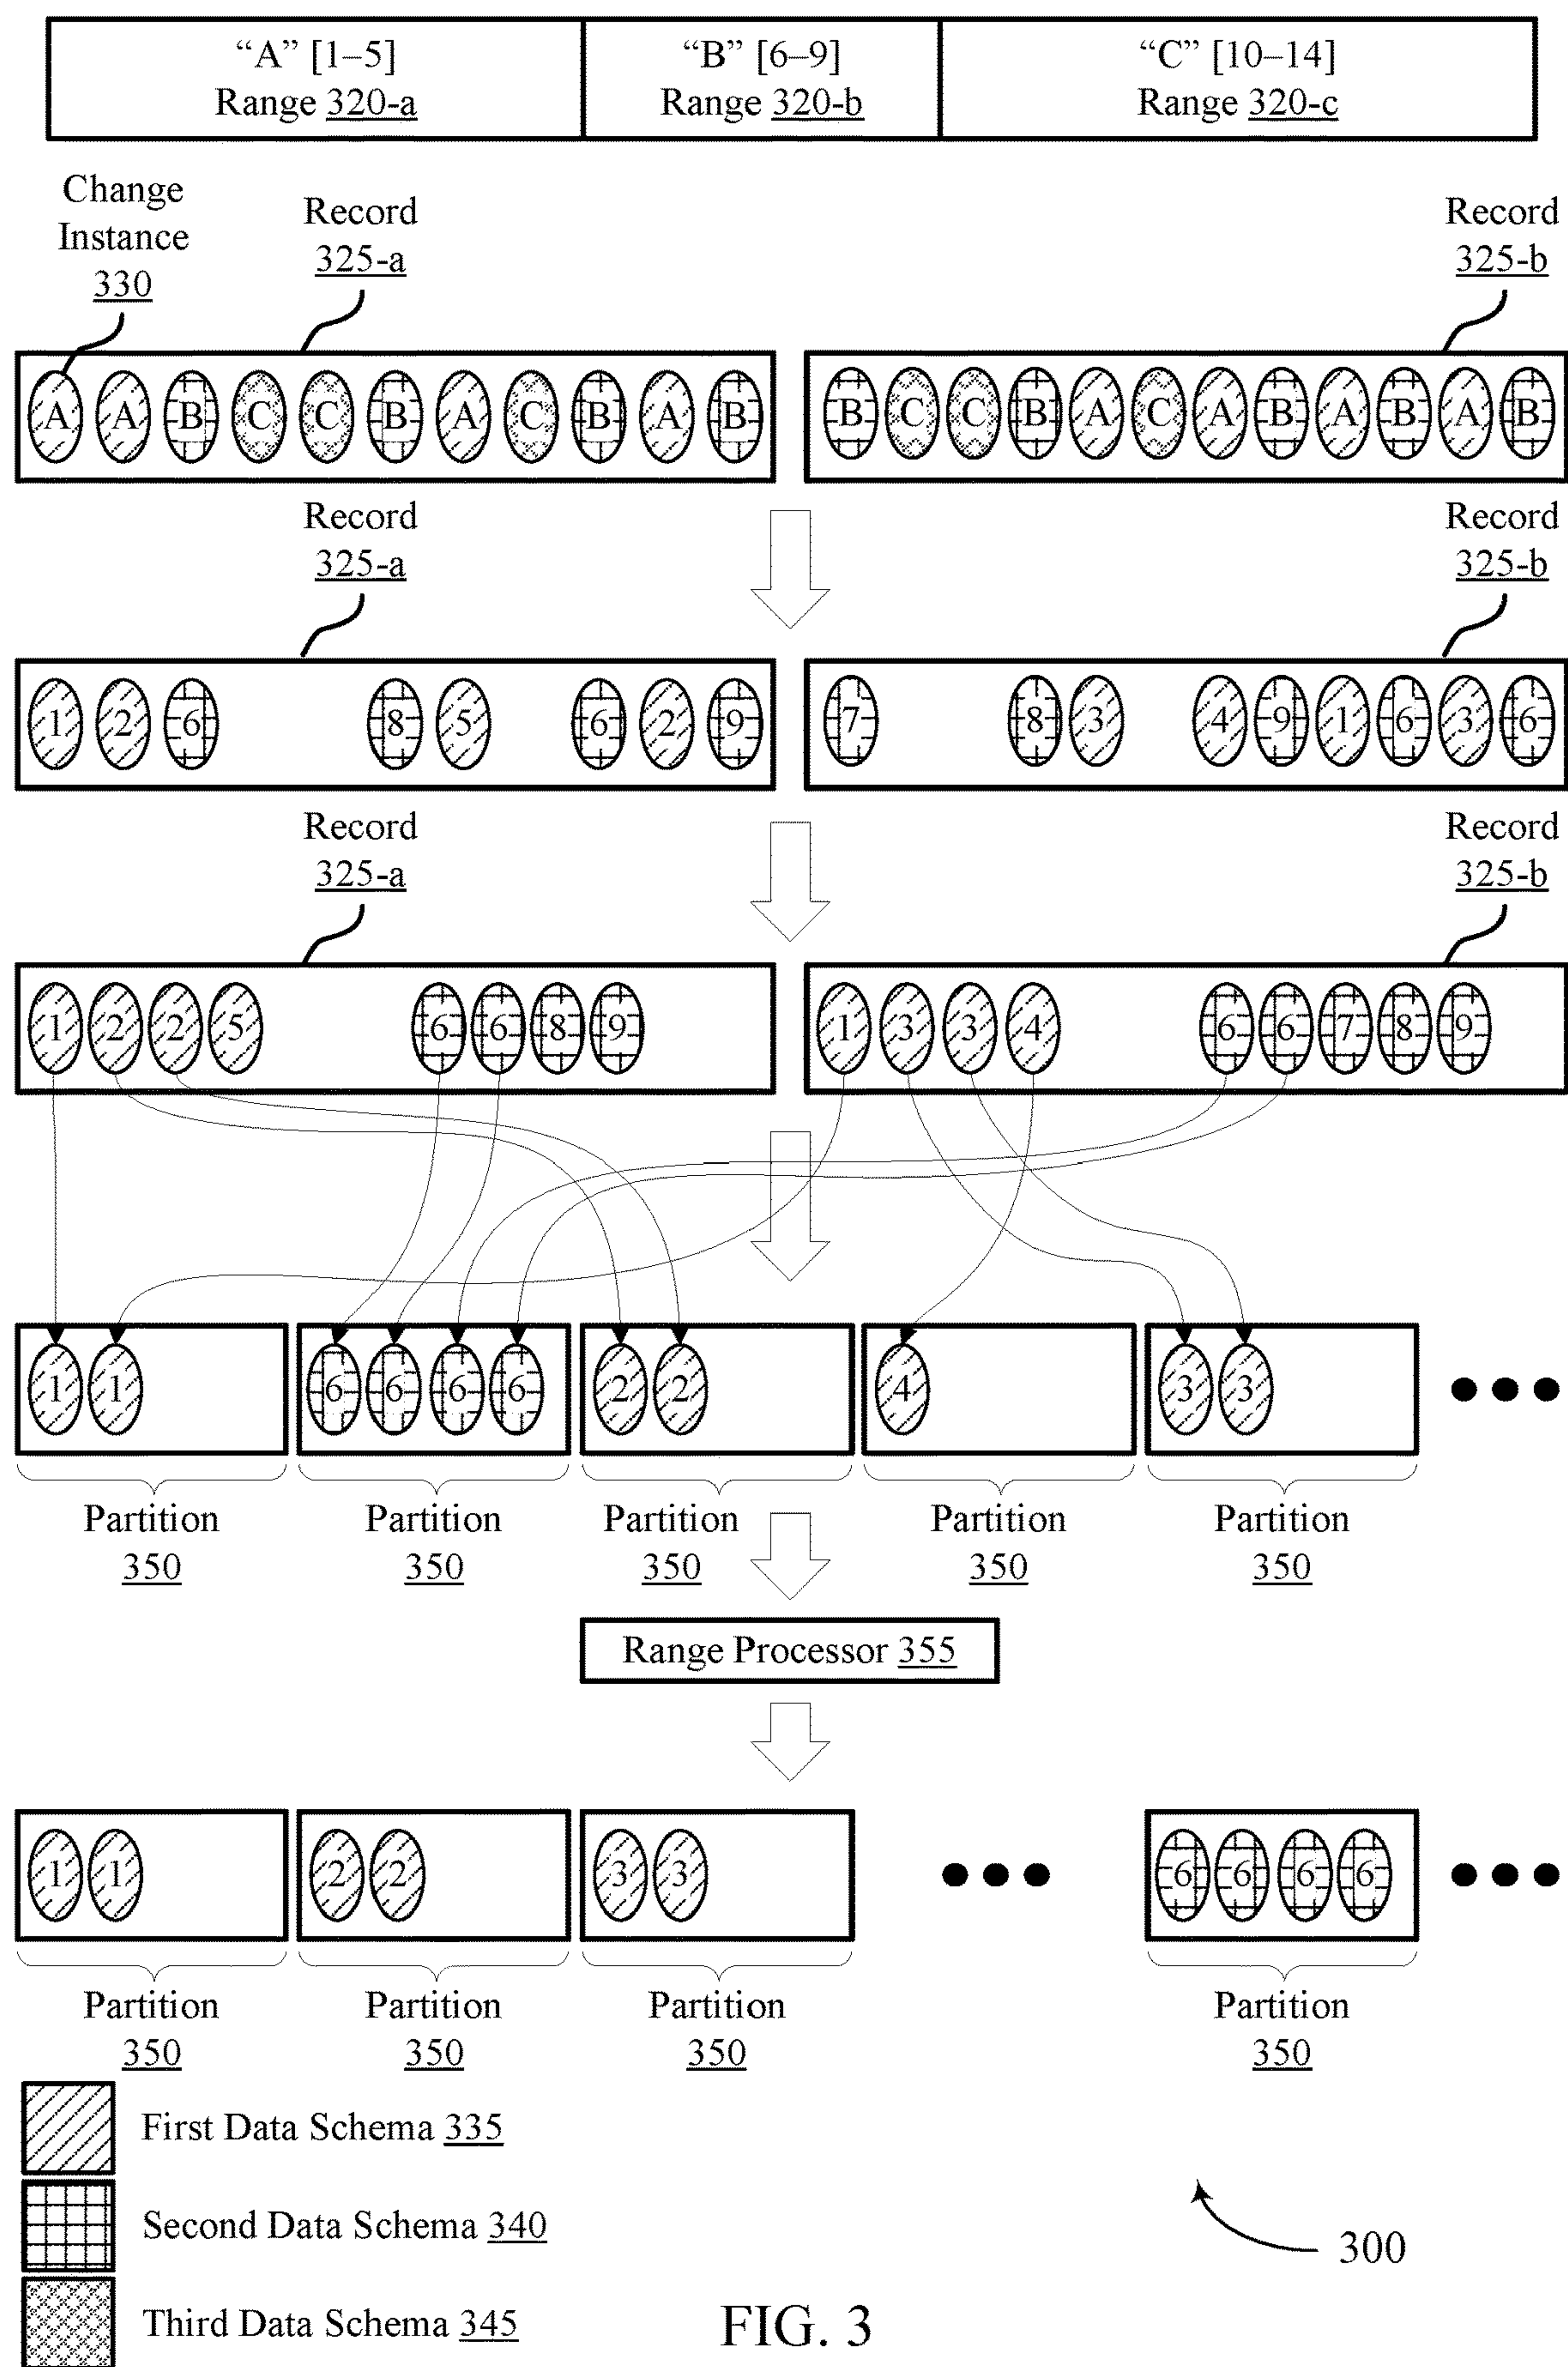 “A” [1–5] “B” [6–9] “C” [10–14]
Range 320-a Range 320-b Range 320-c
Change
Instance
330
Record
325-a
Record
325-b
A A B C C B A C B A B
B C C B A C A B A B A B
Record
325-a
Record
325-b
1 2 6 8 5 6 2 9
7 8 3 4 9 1 6 3 6
Record
325-a
Record
325-b
1 2 2 5 6 6 8 9
1 3 3 4 6 6 7 8 9
1 1 6 6 6 6 2 2 4 3 3
Partition Partition Partition Partition Partition
350 350 350 350 350
Range Processor 355
1 1 2 2 3 3 6 6 6 6
Partition Partition Partition Partition
350 350 350 350
First Data Schema 335
Second Data Schema 340
Third Data Schema 345
300
FIG. 3